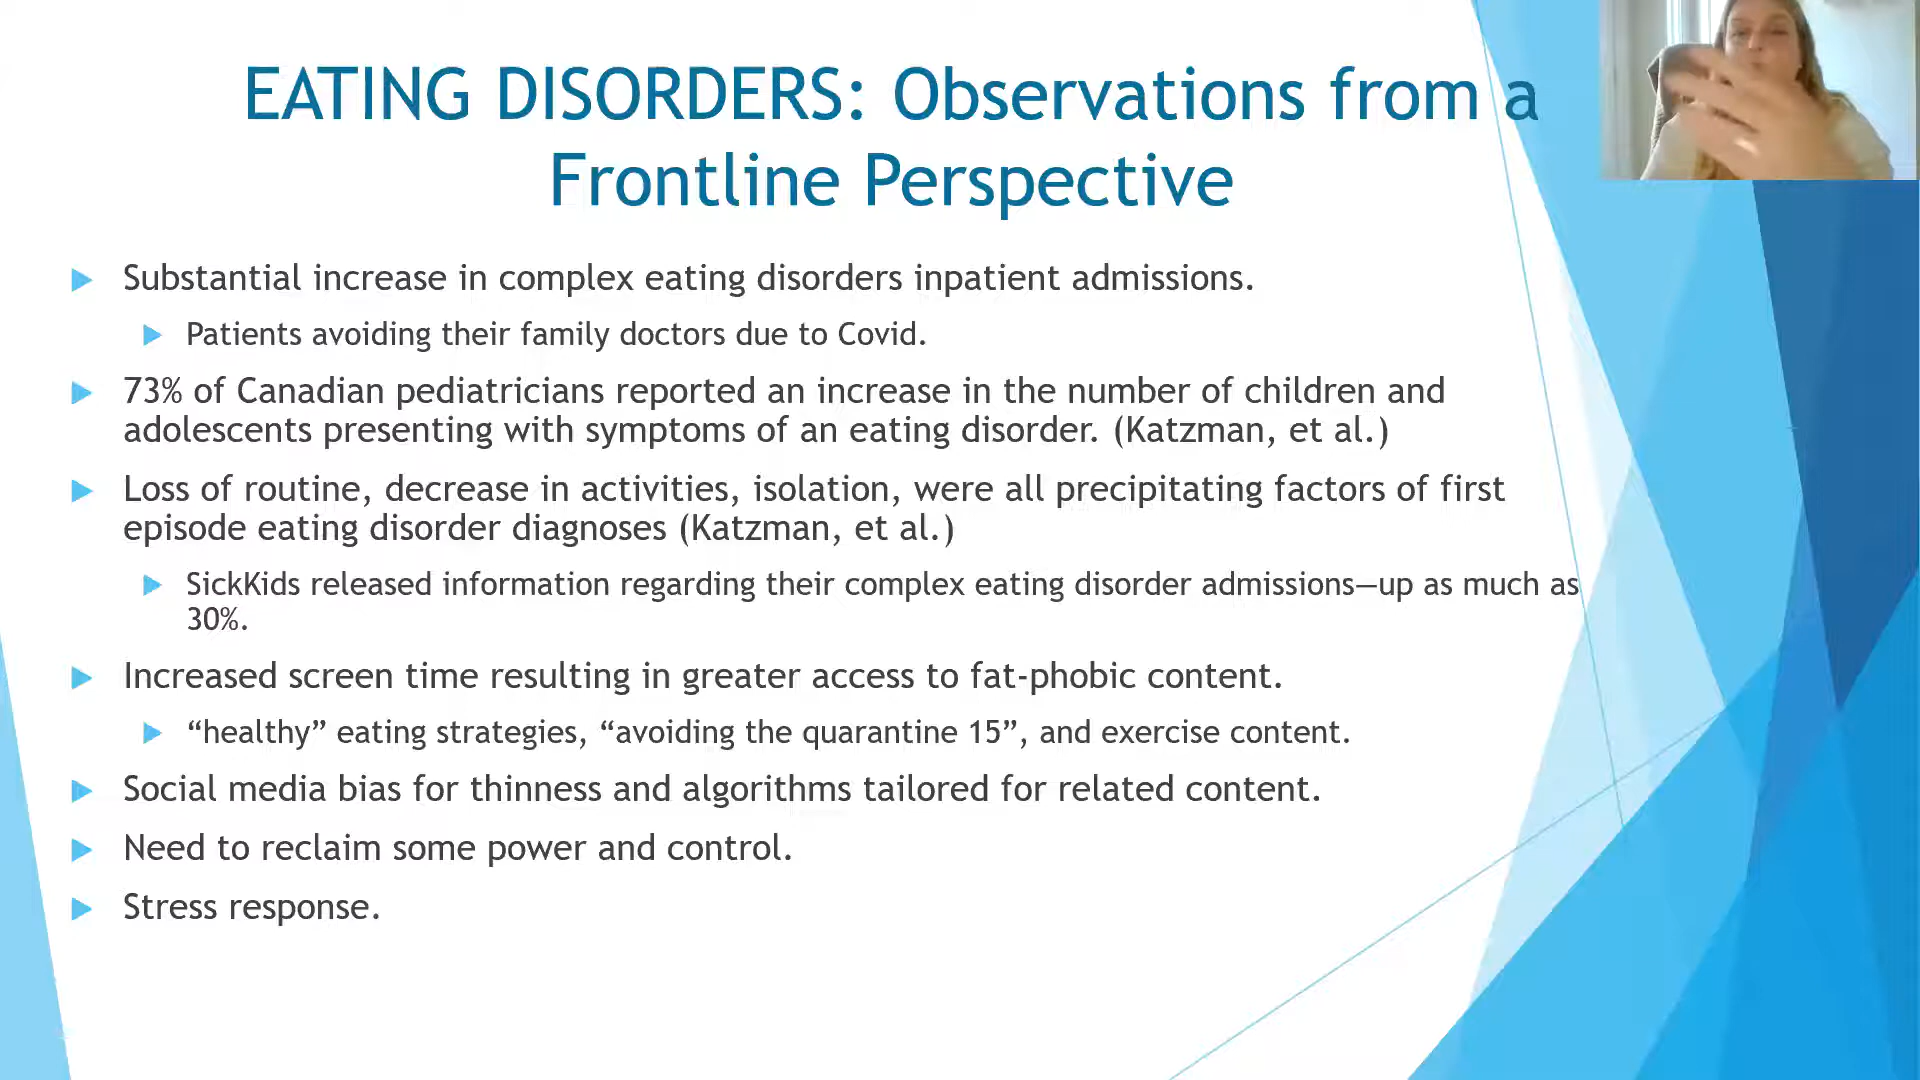 EATING DISORDERS: Observations from a
Frontline Perspective
Substantial increase in complex eating disorders inpatient admissions.
Patients avoiding their family doctors due to Covid.
73% of Canadian pediatricians reported an increase in the number of children and
adolescents presenting with symptoms of an eating disorder. (Katzman, et al.)
Loss of routine, decrease in activities, isolation, were all precipitating factors of first
episode eating disorder diagnoses (Katzman, et al.)
SickKids released information regarding their complex eating disorder admissions—up as much as
30%.
Increased screen time resulting in greater access to fat-phobic content.
“healthy” eating strategies, “avoiding the quarantine 15”, and exercise content.
Social media bias for thinness and algorithms tailored for related content.
Need to reclaim some power and control.
Stress response.